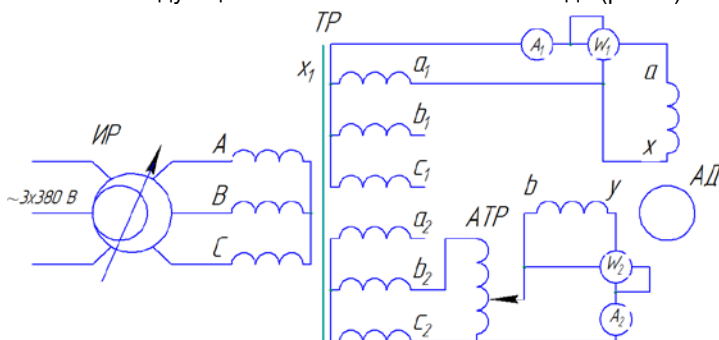 ТР
x₁
a₁
b₁
c₁
A₁
W₁
a
x
ИР
~3x380 В
A
B
C
a₂
b₂
c₂
АТР
b
y
АД
W₂
A₂